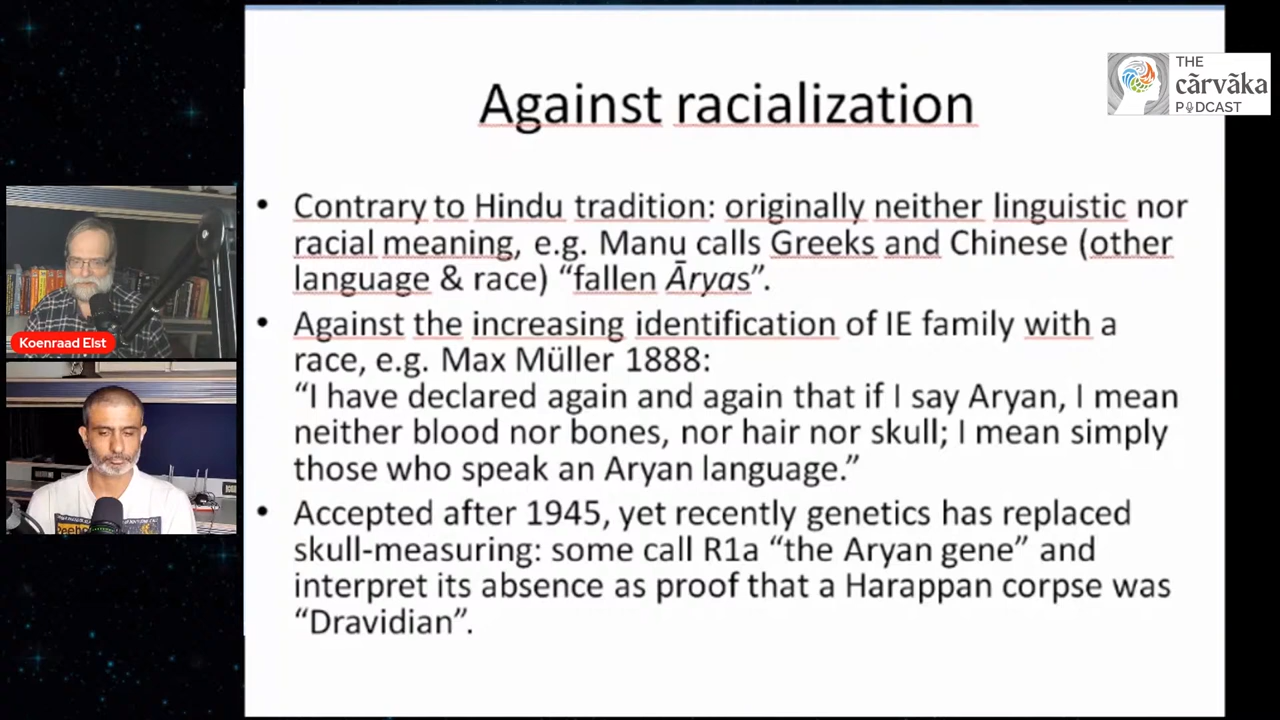 Against racialization
THE
cārvāka
PODCAST
• Contrary to Hindu tradition: originally neither linguistic nor
racial meaning, e.g. Manu calls Greeks and Chinese (other
language & race) “fallen Āryas”.
• Against the increasing identification of IE family with a
race, e.g. Max Müller 1888:
“I have declared again and again that if I say Aryan, I mean
neither blood nor bones, nor hair nor skull; I mean simply
those who speak an Aryan language.”
• Accepted after 1945, yet recently genetics has replaced
skull-measuring: some call R1a “the Aryan gene” and
interpret its absence as proof that a Harappan corpse was
“Dravidian”.
Koenraad Elst